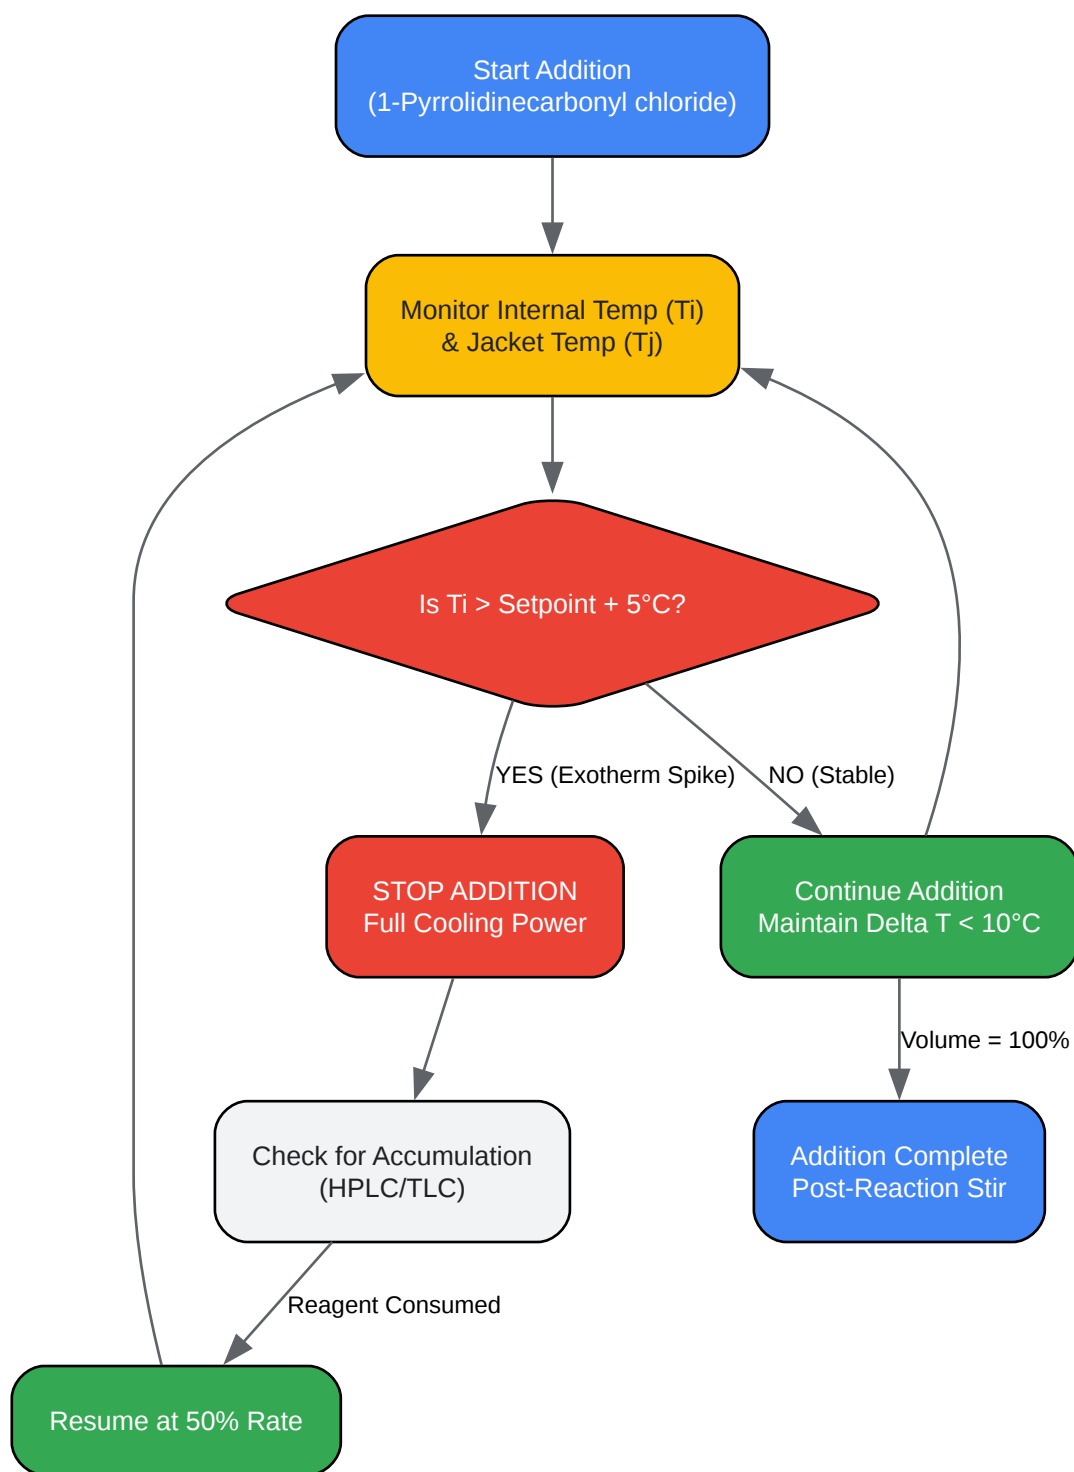 Start Addition
(1-Pyrrolidinecarbonyl chloride)
Monitor Internal Temp (Ti)
& Jacket Temp (Tj)
Is Ti > Setpoint + 5°C?
YES (Exotherm Spike)
NO (Stable)
STOP ADDITION
Full Cooling Power
Continue Addition
Maintain Delta T < 10°C
Volume = 100%
Check for Accumulation
(HPLC/TLC)
Addition Complete
Post-Reaction Stir
Reagent Consumed
Resume at 50% Rate